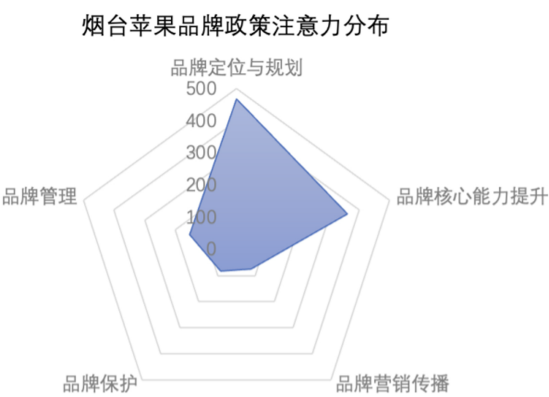 烟台苹果品牌政策注意力分布
品牌定位与规划
500
400
300
200
100
0
品牌管理
品牌核心能力提升
品牌保护
品牌营销传播